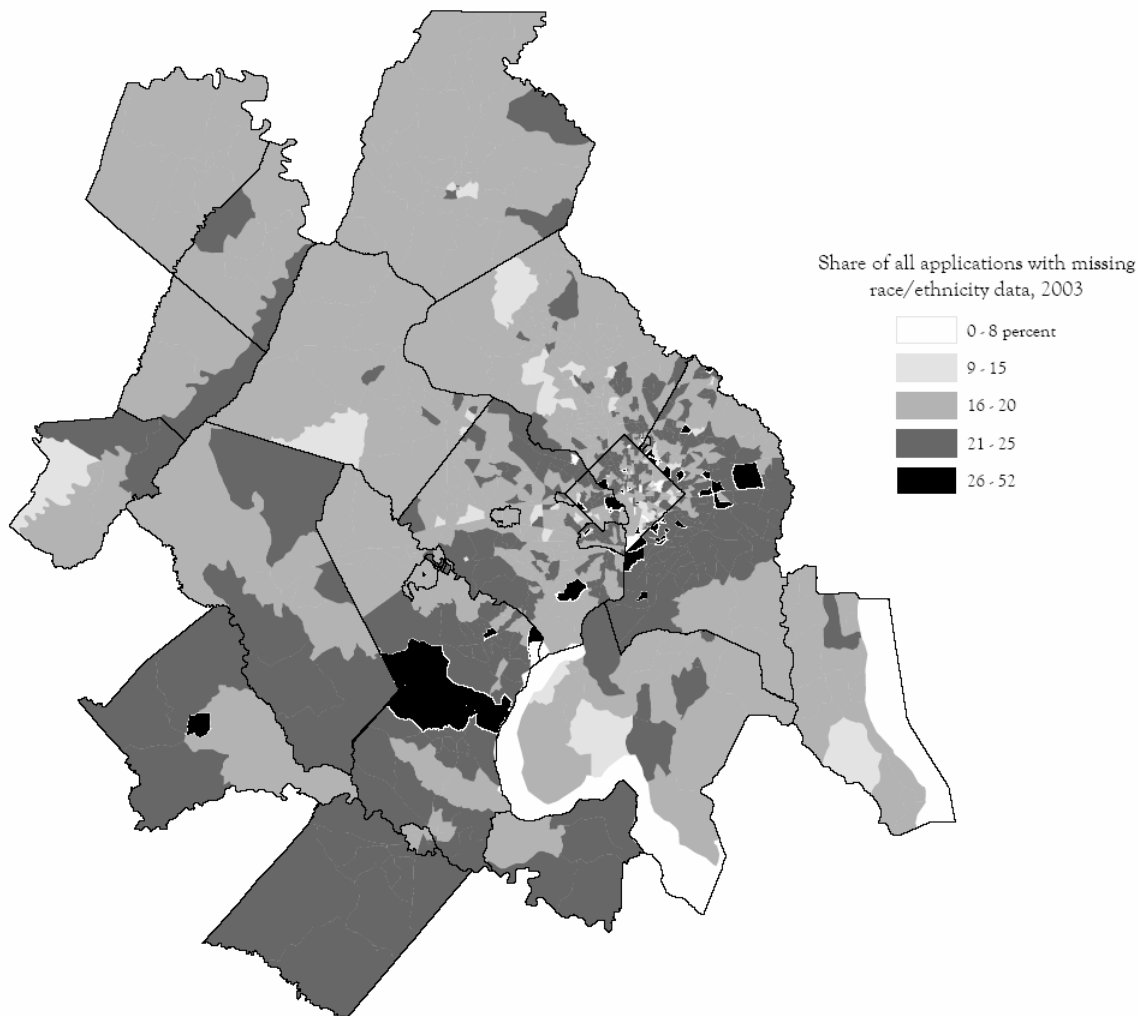 Share of all applications with missing
race/ethnicity data, 2003
0 - 8 percent
9 - 15
16 - 20
21 - 25
26 - 52